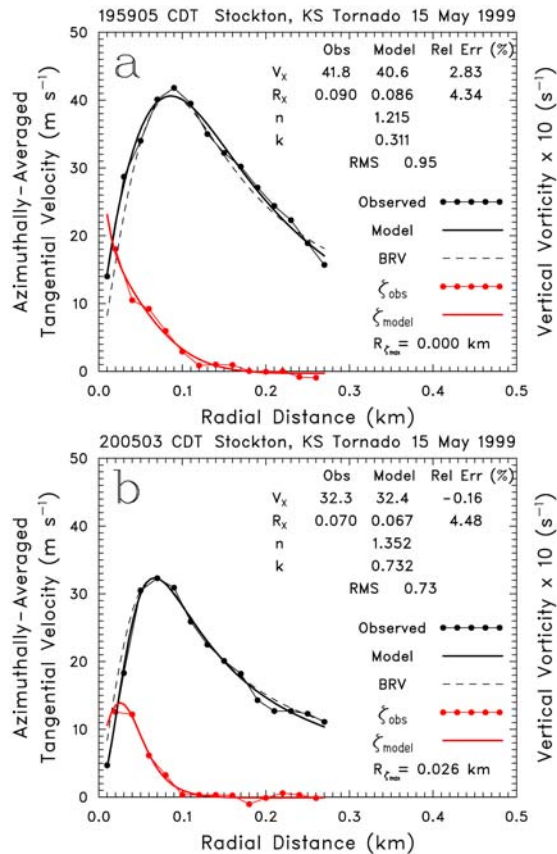 195905 CDT Stockton, KS Tornado 15 May 1999
a
Obs Model Rel Err (%)
V_X 41.8 40.6 2.83
R_X 0.090 0.086 4.34
n 1.215
k 0.311
RMS 0.95
Observed
Model
BRV
ζ_obs
ζ_model
R_ζmax = 0.000 km
50
40
30
20
10
0
Azimuthally-Averaged
Tangential Velocity (m s⁻¹)
Vertical Vorticity x 10 (s⁻¹)
0.0 0.1 0.2 0.3 0.4 0.5
Radial Distance (km)
200503 CDT Stockton, KS Tornado 15 May 1999
b
Obs Model Rel Err (%)
V_X 32.3 32.4 -0.16
R_X 0.070 0.067 4.48
n 1.352
k 0.732
RMS 0.73
Observed
Model
BRV
ζ_obs
ζ_model
R_ζmax = 0.026 km
50
40
30
20
10
0
Azimuthally-Averaged
Tangential Velocity (m s⁻¹)
Vertical Vorticity x 10 (s⁻¹)
0.0 0.1 0.2 0.3 0.4 0.5
Radial Distance (km)